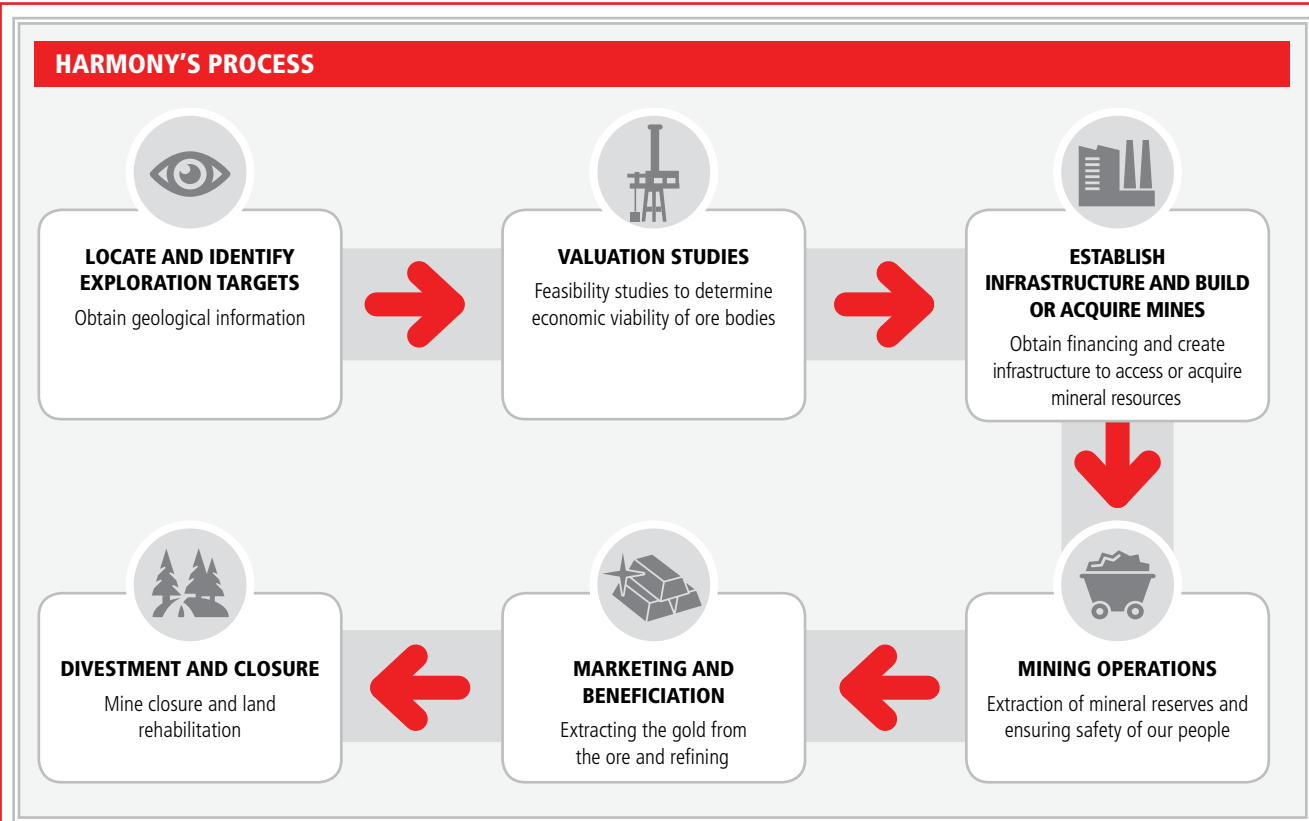 HARMONY'S PROCESS
LOCATE AND IDENTIFY
EXPLORATION TARGETS
Obtain geological information
VALUATION STUDIES
Feasibility studies to determine
economic viability of ore bodies
ESTABLISH
INFRASTRUCTURE AND BUILD
OR ACQUIRE MINES
Obtain financing and create
infrastructure to access or acquire
mineral resources
MINING OPERATIONS
Extraction of mineral reserves and
ensuring safety of our people
MARKETING AND
BENEFICIATION
Extracting the gold from
the ore and refining
DIVESTMENT AND CLOSURE
Mine closure and land
rehabilitation